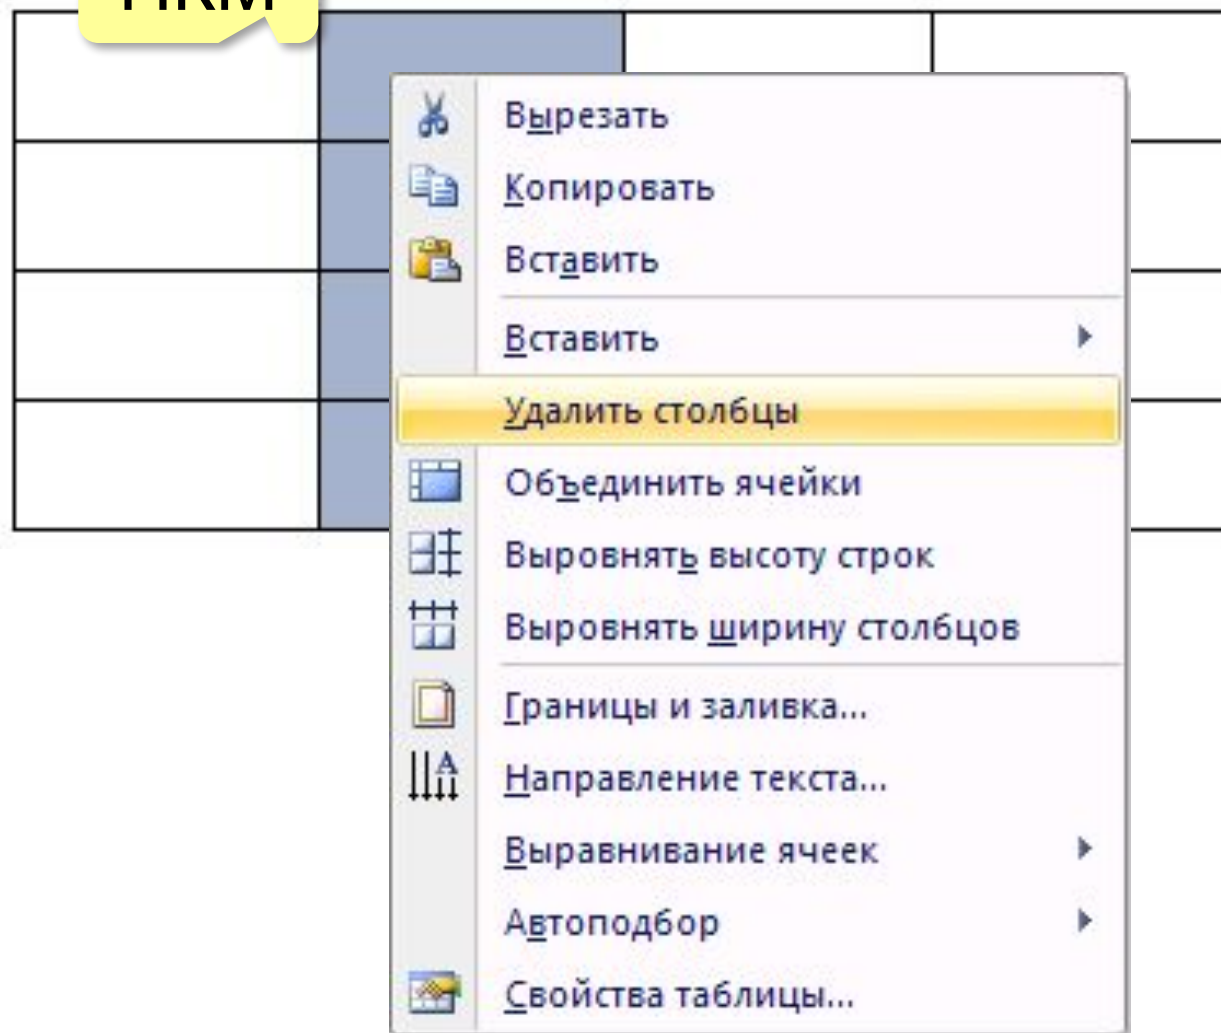 ПКМ
Вырезать
Копировать
Вставить
Вставить
Удалить столбцы
Объединить ячейки
Выровнять высоту строк
Выровнять ширину столбцов
Границы и заливка...
Направление текста...
Выравнивание ячеек
Автоподбор
Свойства таблицы...